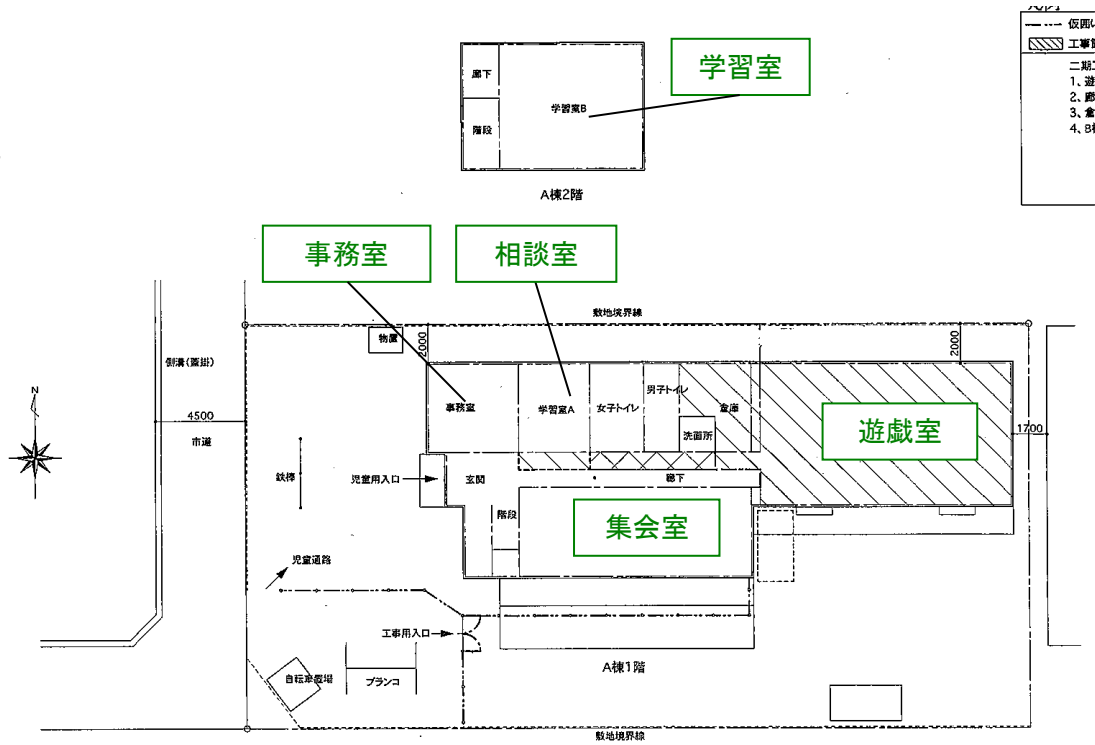 仮囲い
工事
二期工
1、遊
2、廊
3、倉
4、B棟
廊下
学習室B
学習室
階段
A棟2階
事務室
相談室
敷地境界線
物置
2000
2000
側溝(蓋掛)
N
4500
市道
事務室
学習室A
女子トイレ
男子トイレ
倉庫
洗面所
遊戯室
1700
鉄棒
児童用入口
玄関
廊下
階段
集会室
児童通路
工事用入口
A棟1階
自転車置場
ブランコ
敷地境界線